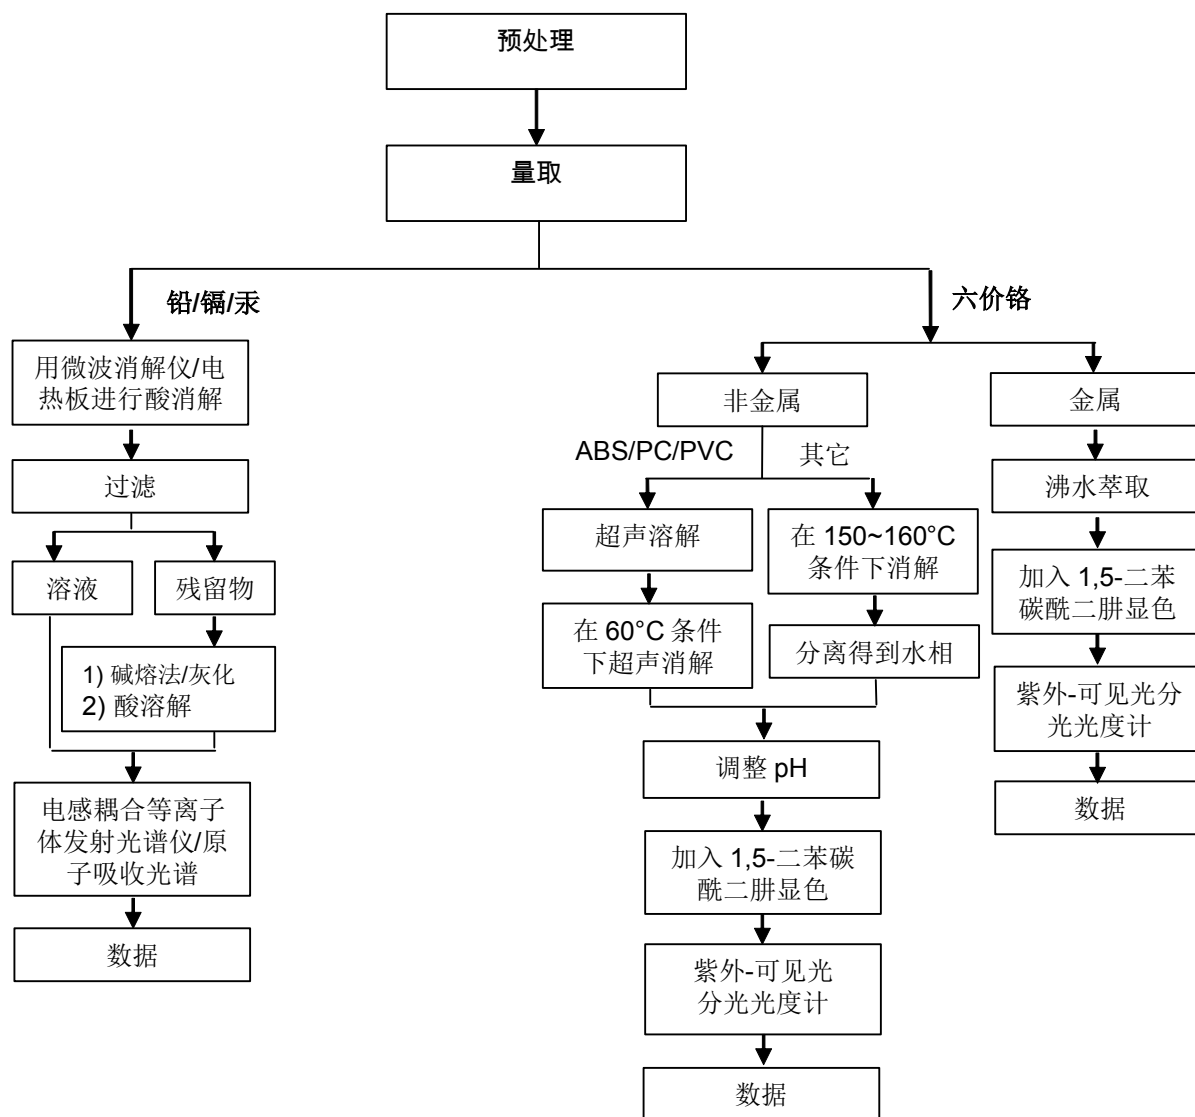 预处理
量取
铅/镉/汞
六价铬
用微波消解仪/电
热板进行酸消解
过滤
溶液
残留物
1) 碱熔法/灰化
2) 酸溶解
电感耦合等离子
体发射光谱仪/原
子吸收光谱
数据
非金属
ABS/PC/PVC
其它
超声溶解
在 60°C 条件
下超声消解
在 150~160°C
条件下消解
分离得到水相
调整 pH
加入 1,5-二苯碳
酰二肼显色
紫外-可见光
分光光度计
数据
金属
沸水萃取
加入 1,5-二苯
碳酰二肼显色
紫外-可见光分
光光度计
数据